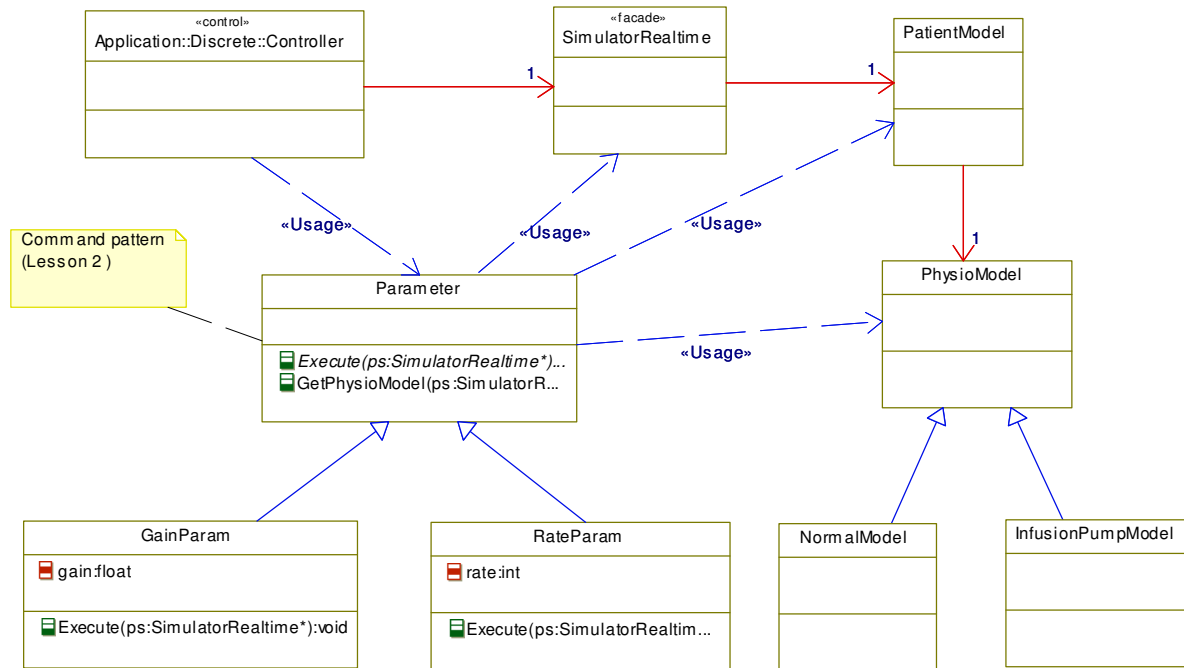 «control»
Application::Discrete::Controller
«facade»
SimulatorRealtime
PatientModel
1
1
«Usage»
«Usage»
«Usage»
Command pattern
(Lesson 2 )
1
Parameter
PhysioModel
Execute(ps:SimulatorRealtime*)...
GetPhysioModel(ps:SimulatorR...
«Usage»
GainParam
gain:float
Execute(ps:SimulatorRealtime*):void
RateParam
rate:int
Execute(ps:SimulatorRealtim...
NormalModel
InfusionPumpModel